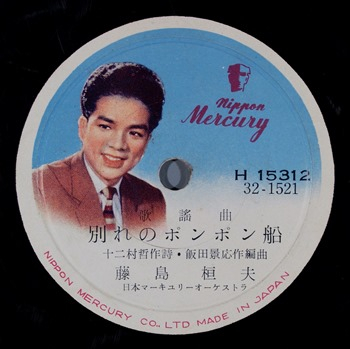 Nippon
Mercury
H 15312
32-1521
歌謡曲
別れのポンポン船
十二村哲作詩・飯田景応作編曲
藤島桓夫
日本マーキュリーオーケストラ
NIPPON MERCURY CO., LTD MADE IN JAPAN